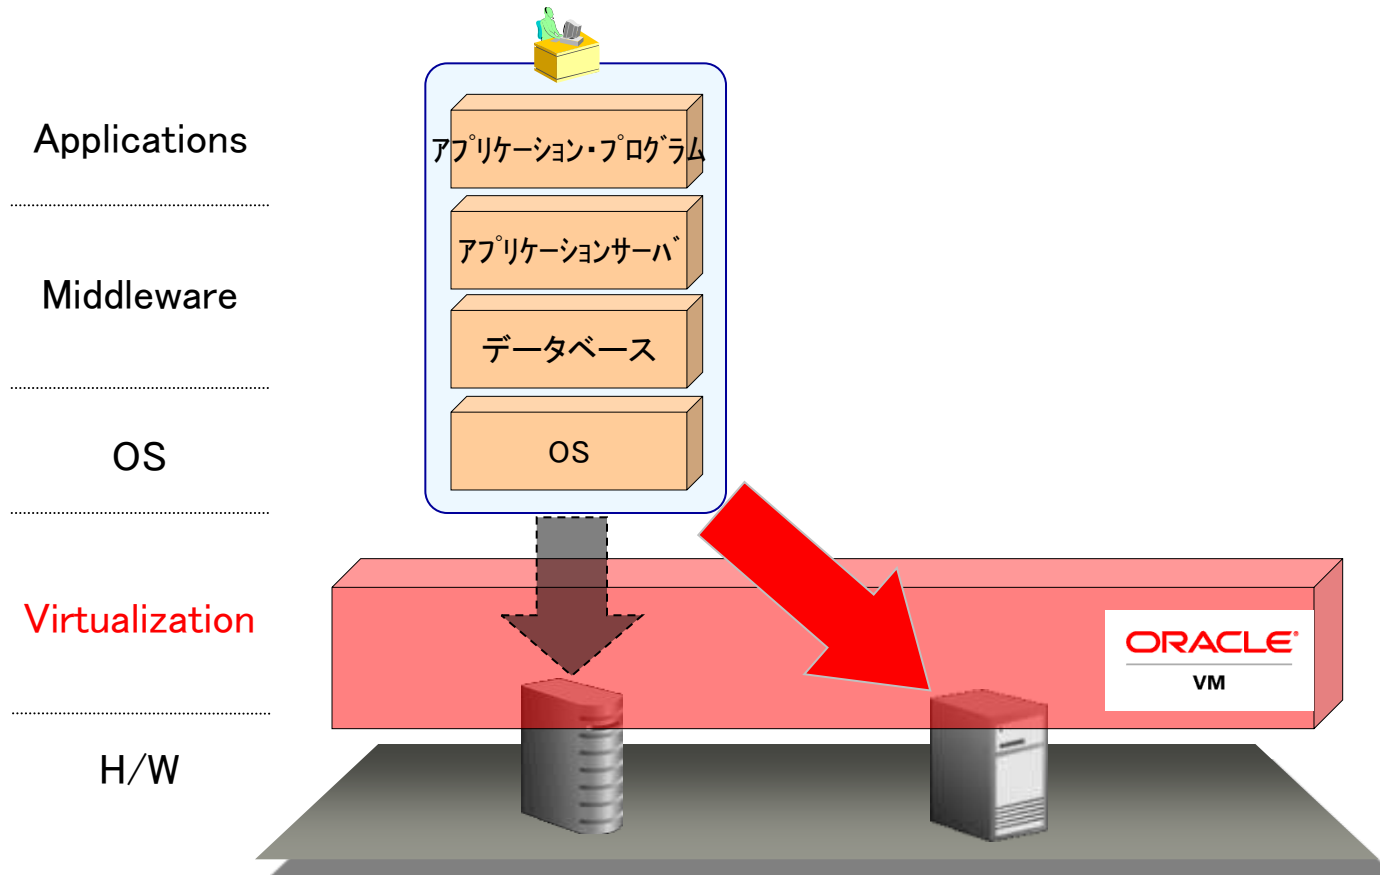 Applications
アプリケーション・プログラム
アプリケーションサーバ
Middleware
データベース
OS
OS
Virtualization
ORACLE®
VM
H/W